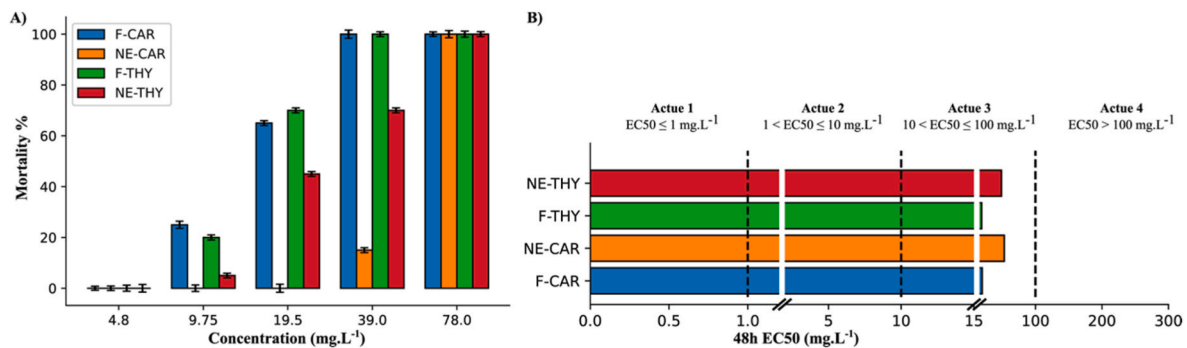 A)
F-CAR
NE-CAR
F-THY
NE-THY
100
80
60
40
20
0
Mortality %
4.8
9.75
19.5
39.0
78.0
Concentration (mg.L-1)
B)
Actue 1
EC50 ≤ 1 mg.L-1
Actue 2
1 < EC50 ≤ 10 mg.L-1
Actue 3
10 < EC50 ≤ 100 mg.L-1
Actue 4
EC50 > 100 mg.L-1
NE-THY
F-THY
NE-CAR
F-CAR
0.0
1.0
5
10
15
100
200
300
48h EC50 (mg.L-1)